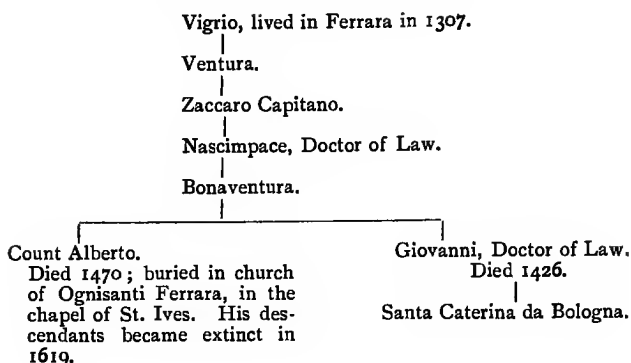 Vigrio, lived in Ferrara in 1307.
Ventura.
Zaccaro Capitano.
Nascimpace, Doctor of Law.
Bonaventura.
Count Alberto.
Died 1470; buried in church
of Ognisanti Ferrara, in the
chapel of St. Ives. His des-
cendants became extinct in
1619.
Giovanni, Doctor of Law.
Died 1426.
Santa Caterina da Bologna.